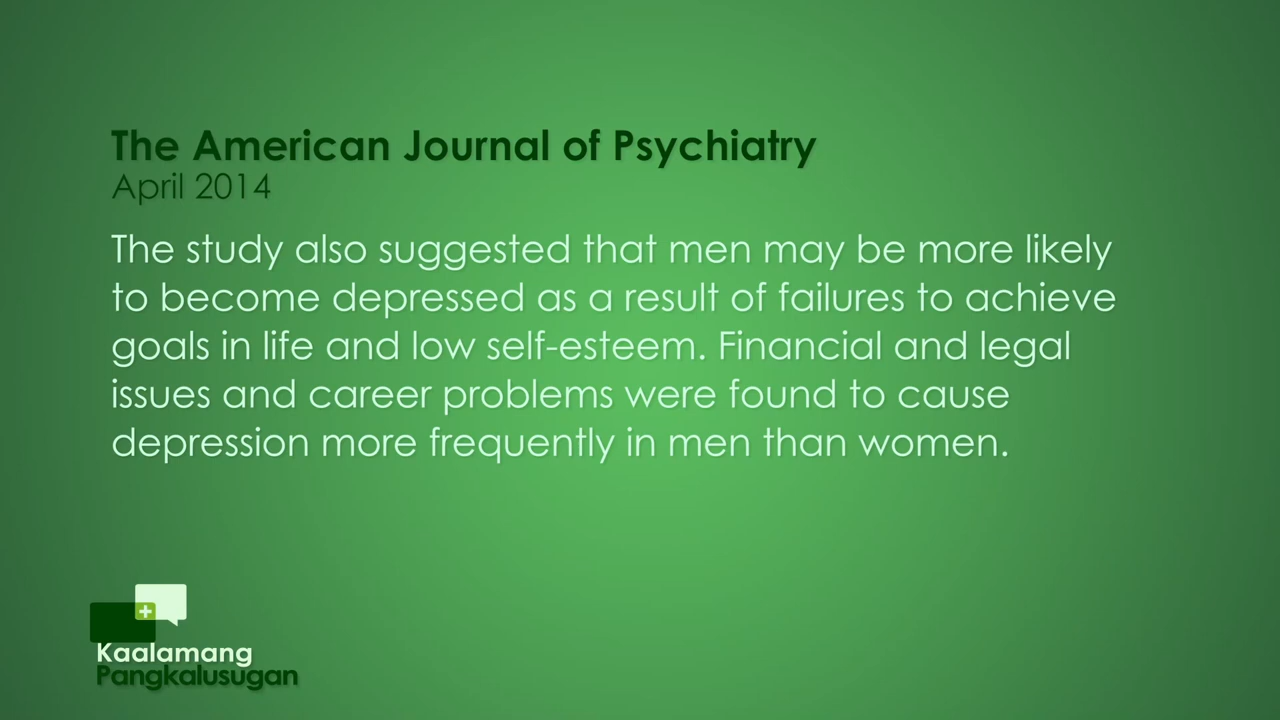 The American Journal of Psychiatry
April 2014
The study also suggested that men may be more likely
to become depressed as a result of failures to achieve
goals in life and low self-esteem. Financial and legal
issues and career problems were found to cause
depression more frequently in men than women.
Kaalamang
Pangkalusugan